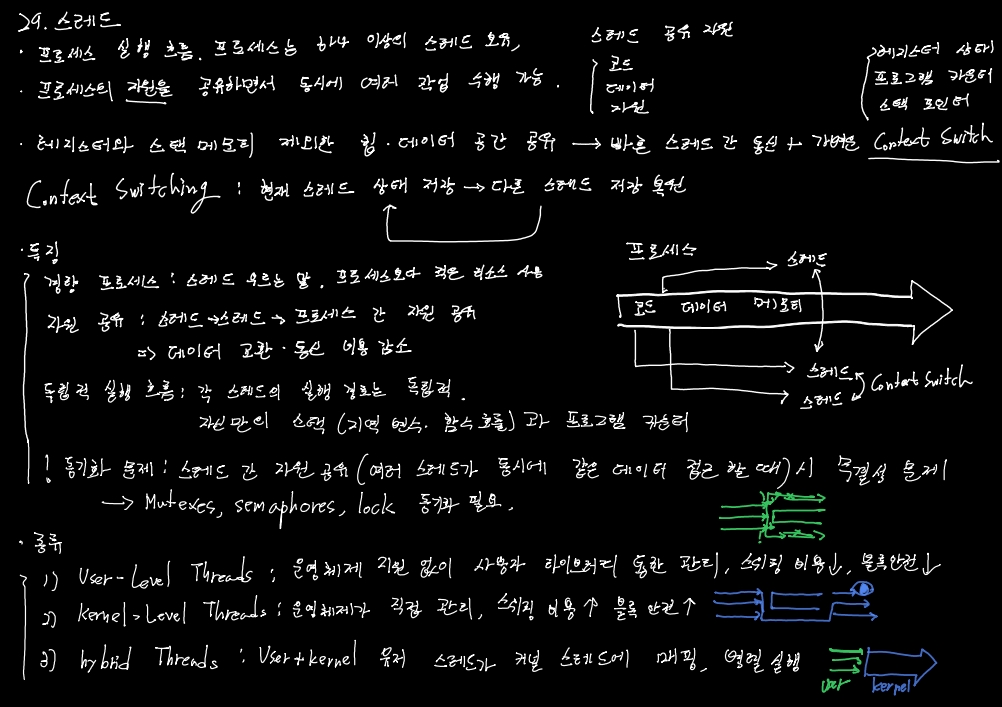 29. 스레드
· 프로세스 실행 흐름. 프로세스는 하나 이상의 스레드 보유.
· 프로세스의 자원을 공유하면서 동시에 여러 작업 수행 가능.
스레드 공유 자원
코드
데이터
자원
레지스터 상태
프로그램 카운터
스택 포인터
· 레지스터와 스택 메모리 제외한 힙·데이터 공간 공유 → 빠른 스레드 간 통신 + 가벼운 Context Switch
Context Switching : 현재 스레드 상태 저장 → 다른 스레드 저장 복원
· 특징
경량 프로세스 : 스레드 부르는 말. 프로세스보다 적은 리소스 사용
자원 공유 : 스레드→스레드→ 프로세스 간 자원 공유
=> 데이터 교환·통신 비용 감소
독립적 실행 흐름 : 각 스레드의 실행 경로는 독립적.
자신만의 스택 (지역 변수·함수 호출) 과 프로그램 카운터
! 동기화 문제 : 스레드 간 자원 공유 (여러 스레드가 동시에 같은 데이터 접근 할 때) 시 무결성 문제
→ Mutexes, semaphores, lock 동기화 필요.
프로세스
스레드
코드 데이터 메모리
스레드
스레드
Context Switch
· 종류
1) User-Level Threads : 운영체제 지원 없이 사용자 라이브러리 통한 관리, 스위칭 비용↓, 블록안전↓
2) kernel-Level Threads : 운영체제가 직접 관리, 스위칭 비용↑ 블록 안전↑
3) hybrid Threads : User+kernel 유저 스레드가 커널 스레드에 매핑, 병렬 실행
user
kernel